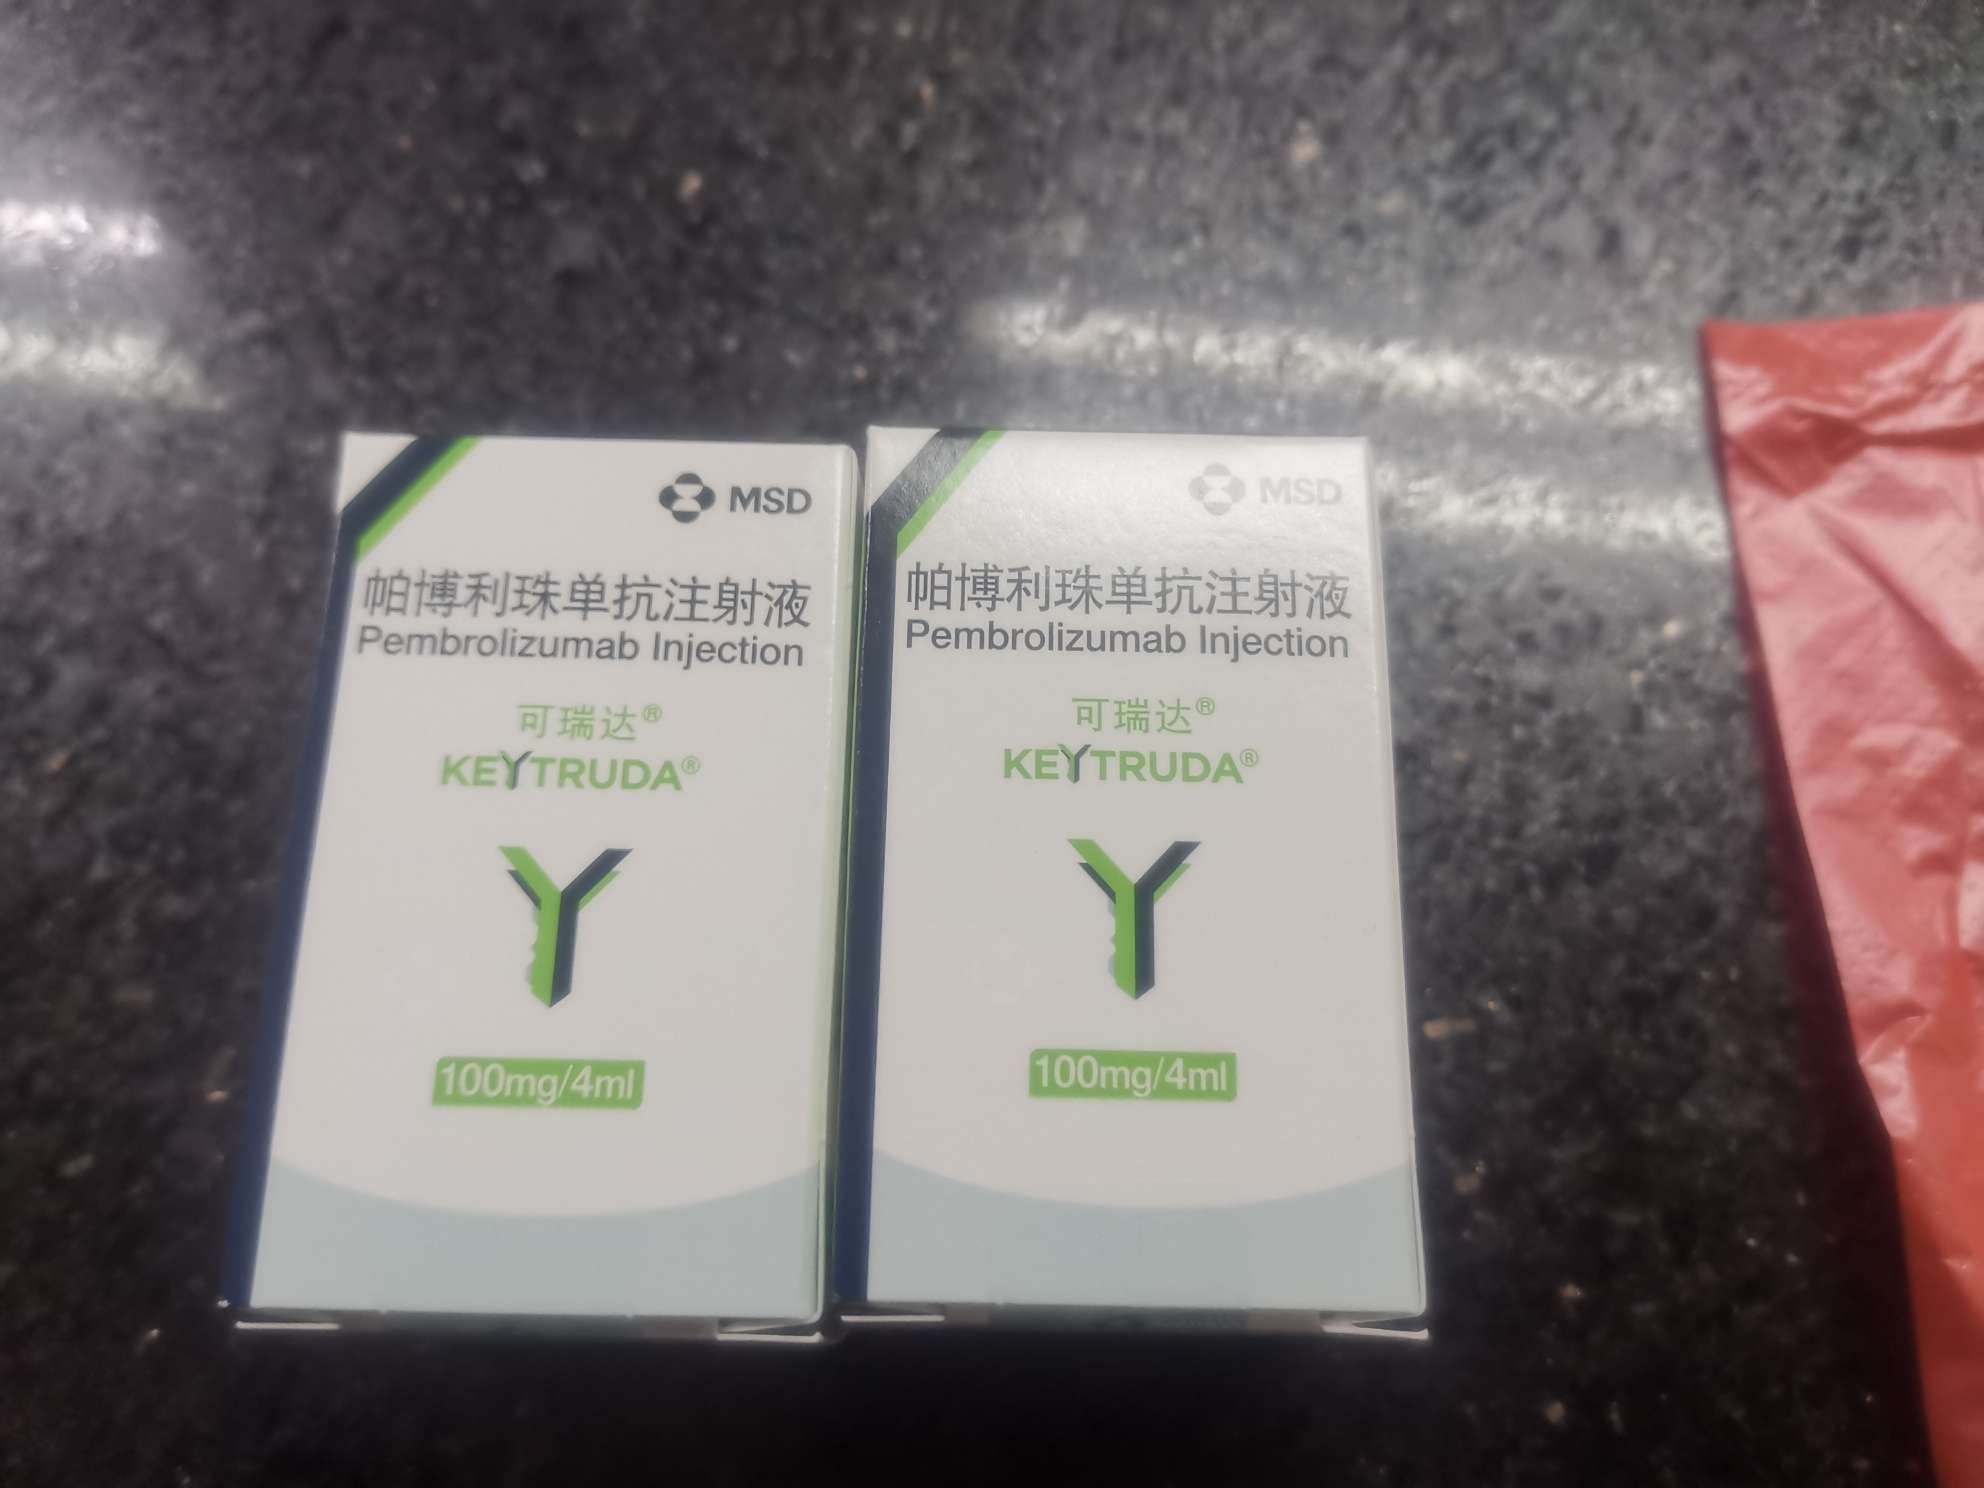 MSD
帕博利珠单抗注射液
Pembrolizumab Injection
可瑞达®
KEYTRUDA®
100mg/4ml
MSD
帕博利珠单抗注射液
Pembrolizumab Injection
可瑞达®
KEYTRUDA®
100mg/4ml